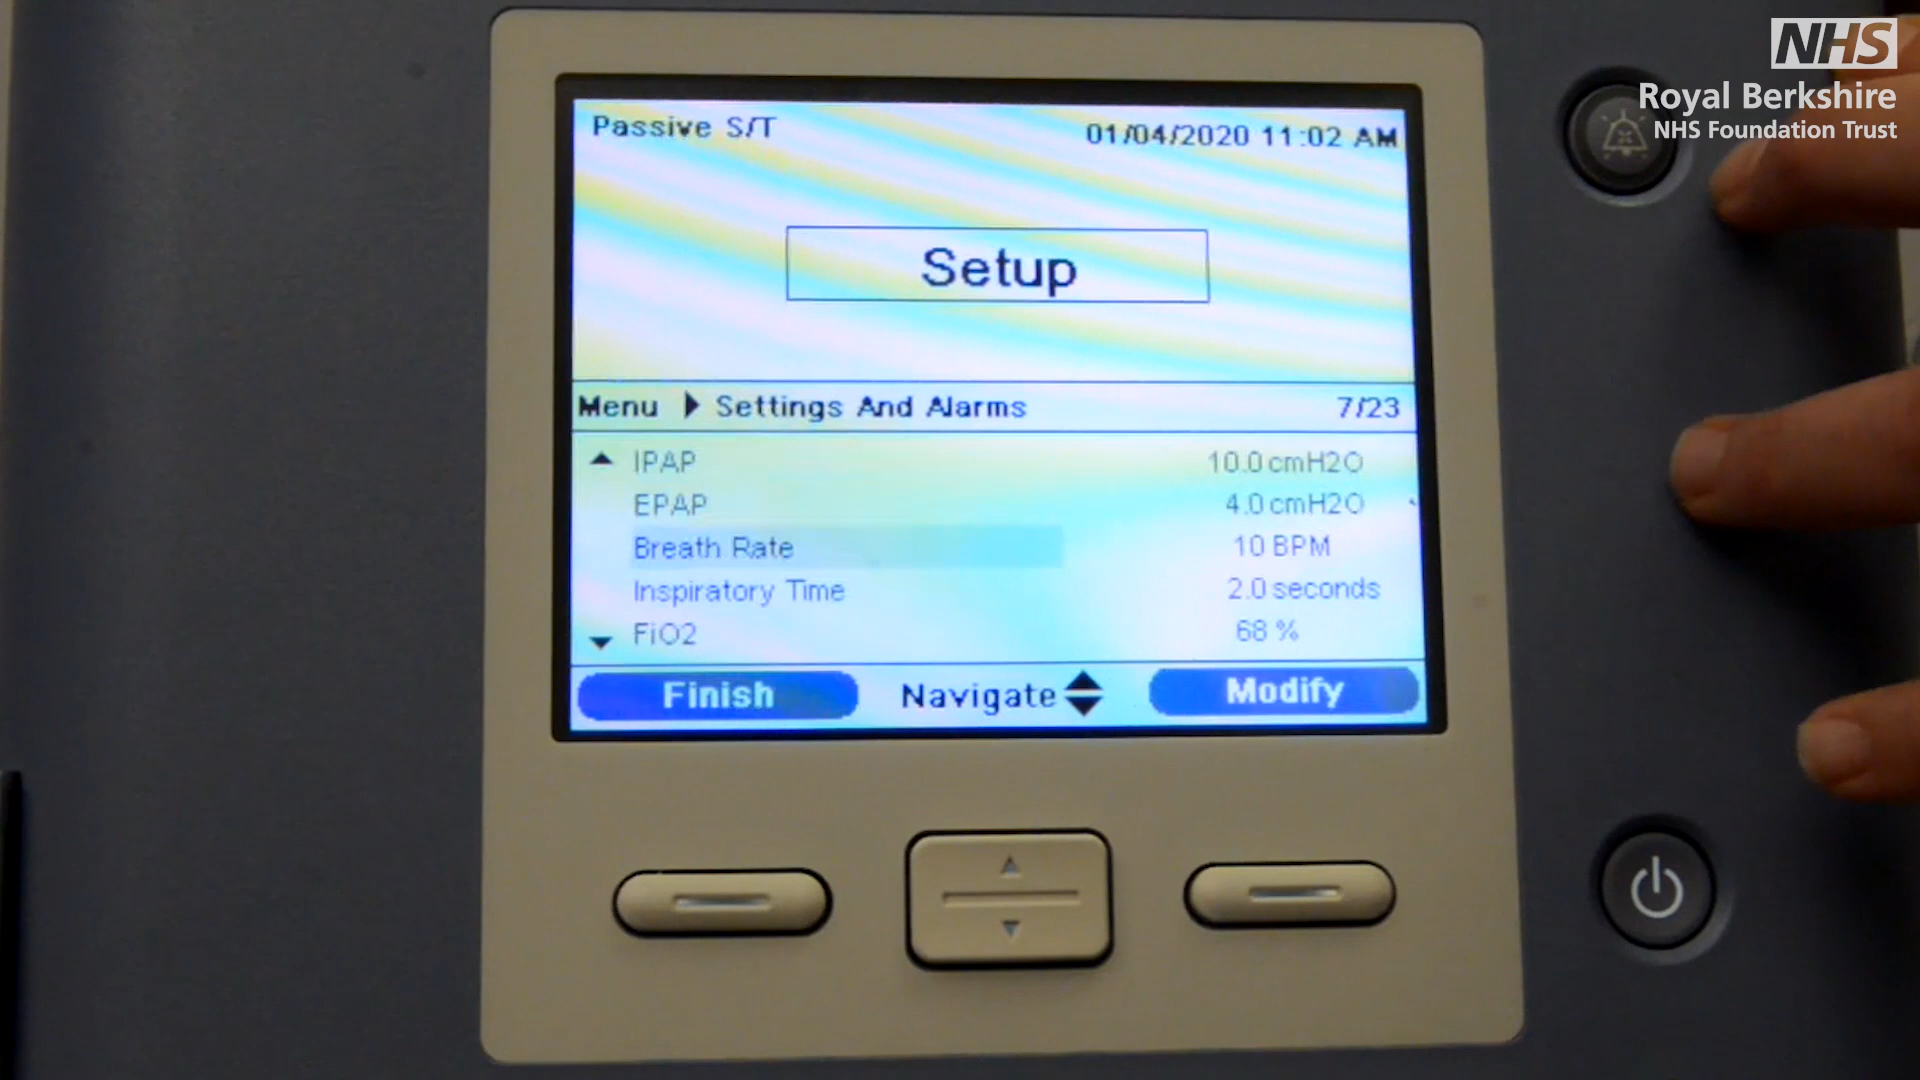 NHS
Royal Berkshire
NHS Foundation Trust
Passive S/T 01/04/2020 11:02 AM
Setup
Menu Settings And Alarms 7/23
IPAP 10.0 cmH2O
EPAP 4.0 cmH2O
Breath Rate 10 BPM
Inspiratory Time 2.0 seconds
FiO2 68 %
Finish Navigate Modify